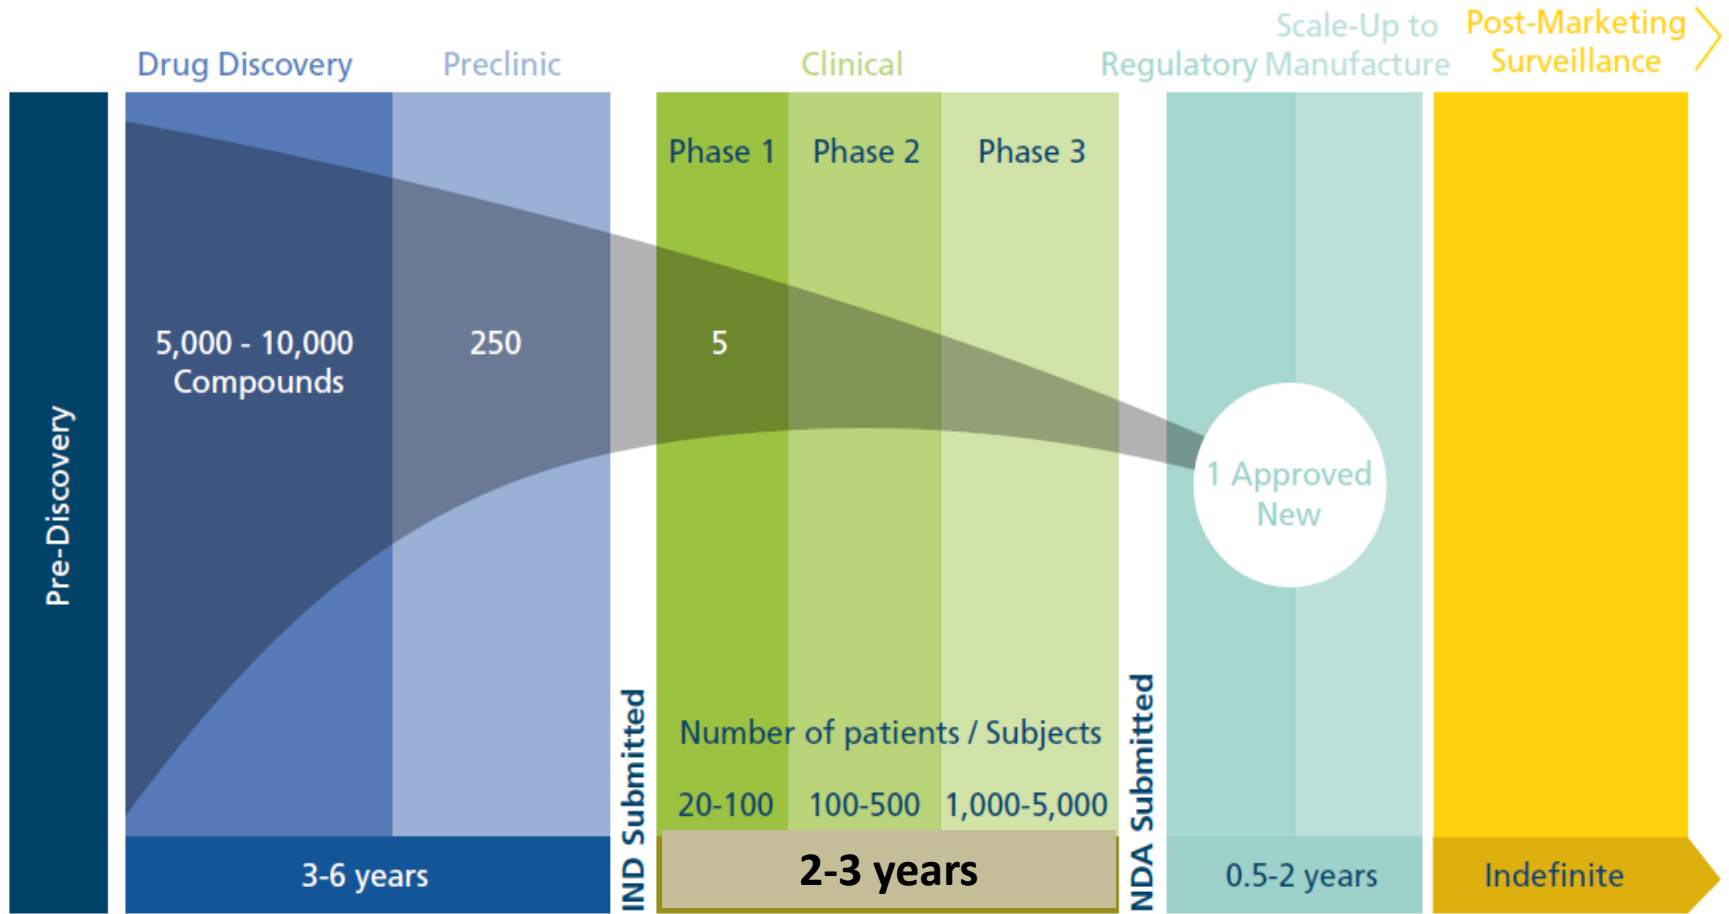 Drug Discovery
Preclinic
Clinical
Regulatory
Scale-Up to
Manufacture
Post-Marketing
Surveillance
Pre-Discovery
5,000 - 10,000
Compounds
250
Phase 1
Phase 2
Phase 3
5
1 Approved
New
Number of patients / Subjects
20-100
100-500
1,000-5,000
IND Submitted
NDA Submitted
3-6 years
2-3 years
0.5-2 years
Indefinite